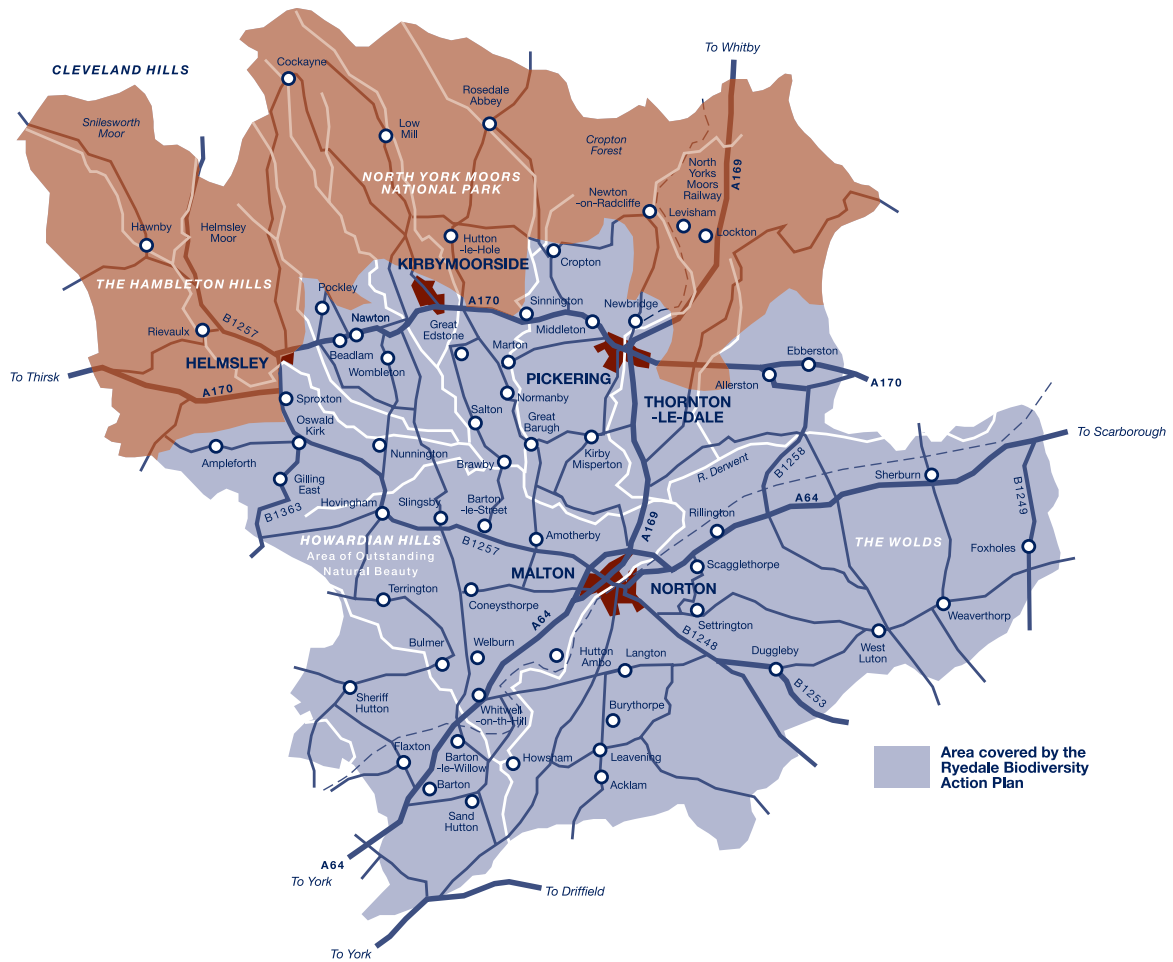 To Whitby
CLEVELAND HILLS
Cockayne
Rosedale
Abbey
Snilesworth
Moor
Low
Mill
Cropton
Forest
North
Yorks
Moors
Railway
A169
NORTH YORK MOORS
NATIONAL PARK
Newton
-on-Radcliffe
Levisham
Lockton
Hawnby
Helmsley
Moor
Hutton
-le-Hole
Cropton
KIRBYMOORSIDE
THE HAMBLETON HILLS
Pockley
A170
Sinnington
Newbridge
Rievaulx
B1257
Nawton
Great
Edstone
Middleton
HELMSLEY
Beadlam
Wombleton
Marton
PICKERING
Ebberston
To Thirsk
A170
Allerston
A170
Sproxton
Normanby
THORNTON
-LE-DALE
Oswald
Kirk
Salton
Great
Barugh
To Scarborough
Ampleforth
Nunnington
Brawby
Kirby
Misperton
R. Derwent
B1258
Gilling
East
Sherburn
B1249
B1363
Hovingham
Slingsby
Barton
-le-Street
A64
Rillington
HOWARDIAN HILLS
Area of Outstanding
Natural Beauty
B1257
Amotherby
A169
THE WOLDS
Foxholes
MALTON
Scagglethorpe
Terrington
Coneysthorpe
NORTON
Weaverthorp
A64
Settrington
Bulmer
Welburn
Hutton
Ambo
Langton
B1248
Duggleby
West
Luton
Sheriff
Hutton
Whitwell
-on-th-Hill
Burythorpe
B1253
Flaxton
Barton
-le-Willow
Howsham
Leavening
Barton
Acklam
Sand
Hutton
Area covered by the
Ryedale Biodiversity
Action Plan
A64
To York
To Driffield
To York